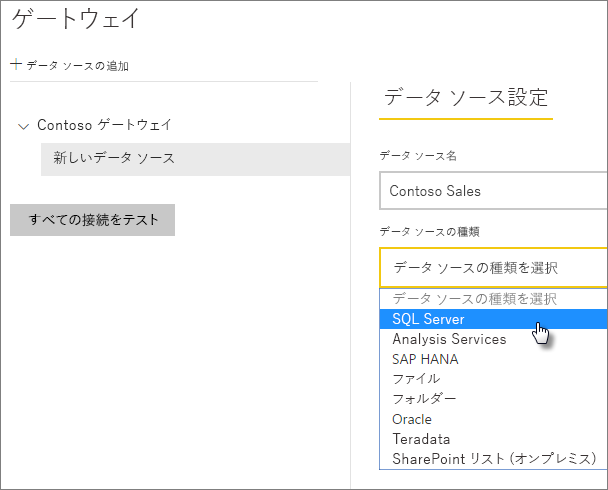 ゲートウェイ
+ データ ソースの追加
Contoso ゲートウェイ
新しいデータ ソース
すべての接続をテスト
データ ソース設定
データ ソース名
Contoso Sales
データ ソースの種類
データ ソースの種類を選択
データ ソースの種類を選択
SQL Server
Analysis Services
SAP HANA
ファイル
フォルダー
Oracle
Teradata
SharePoint リスト (オンプレミス)